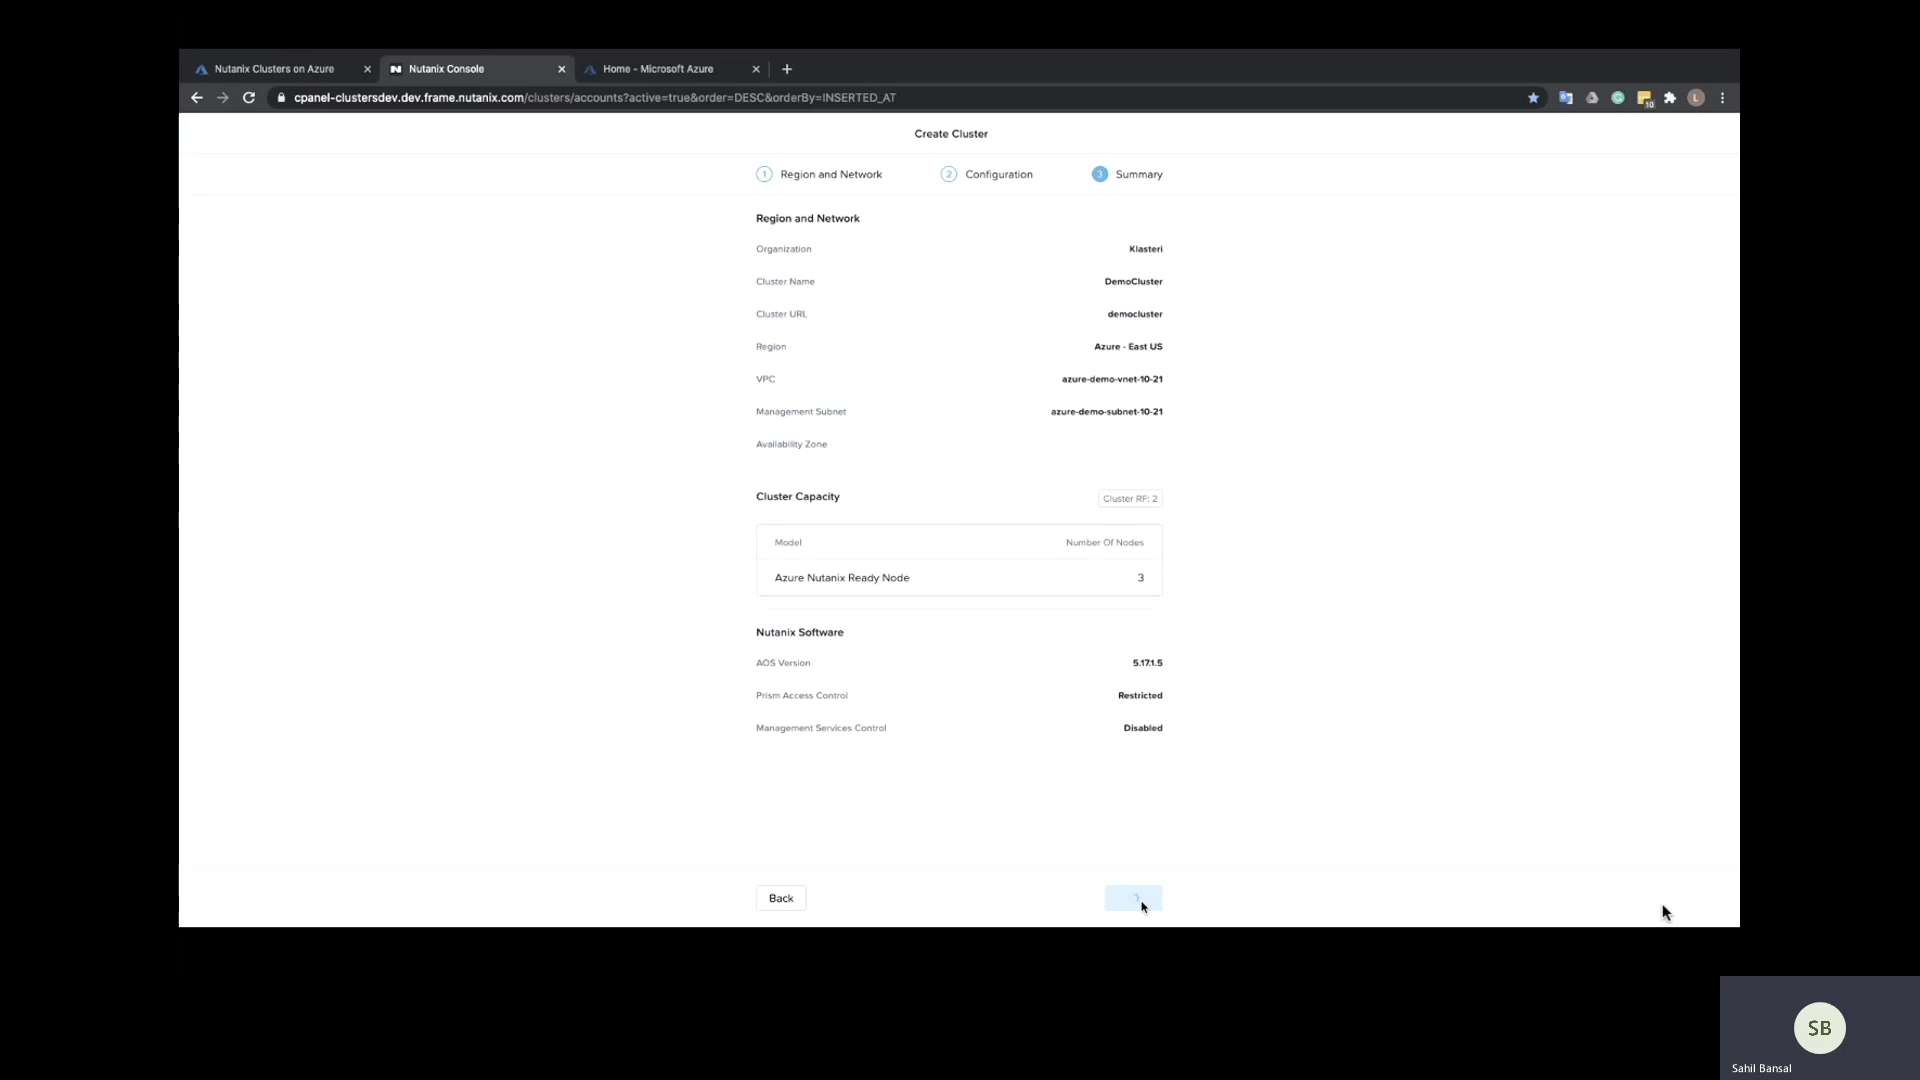 Nutanix Clusters on Azure
Nutanix Console
Home - Microsoft Azure
cpanel-clustersdev.dev.frame.nutanix.com/clusters/accounts?active=true&order=DESC&orderBy=INSERTED_AT
10
L
Create Cluster
1 Region and Network
2 Configuration
3 Summary
Region and Network
Organization Klasteri
Cluster Name DemoCluster
Cluster URL democluster
Region Azure - East US
VPC azure-demo-vnet-10-21
Management Subnet azure-demo-subnet-10-21
Availability Zone
Cluster Capacity Cluster RF: 2
Model Number Of Nodes
Azure Nutanix Ready Node 3
Nutanix Software
AOS Version 5.17.1.5
Prism Access Control Restricted
Management Services Control Disabled
Back
SB
Sahil Bansal